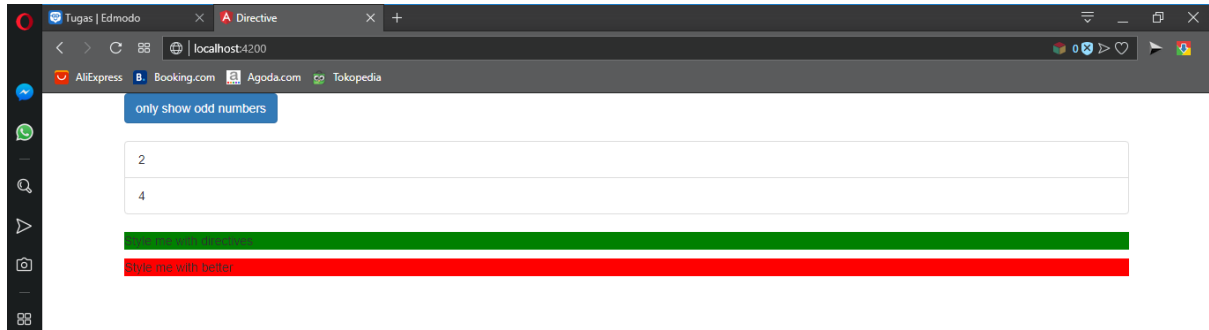 Tugas | Edmodo
Directive
localhost:4200
0
AliExpress B. Booking.com a Agoda.com Tokopedia
only show odd numbers
2
4
Style me with directives
Style me with better